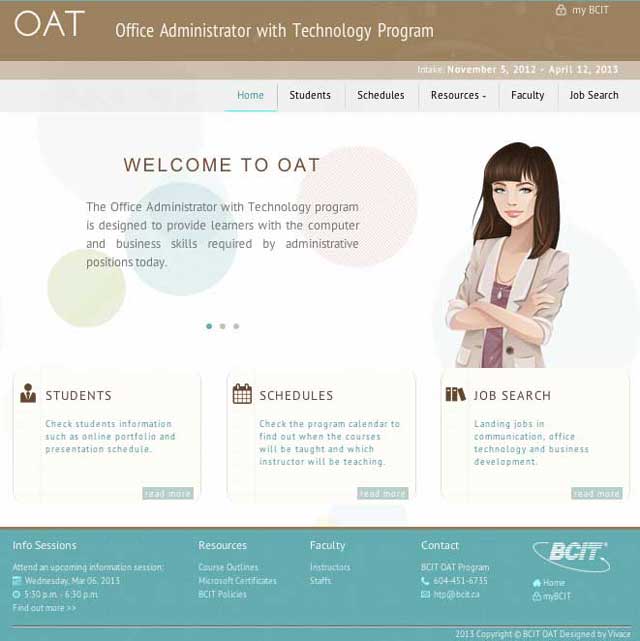 OAT
Office Administrator with Technology Program
my BCIT
Intake: November 5, 2012 - April 12, 2013
Home Students Schedules Resources Faculty Job Search
WELCOME TO OAT
The Office Administrator with Technology program
is designed to provide learners with the computer
and business skills required by administrative
positions today.
STUDENTS
Check students information
such as online portfolio and
presentation schedule.
read more
SCHEDULES
Check the program calendar to
find out when the courses
will be taught and which
instructor will be teaching.
read more
JOB SEARCH
Landing jobs in
communication, office
technology and business
development.
read more
Info Sessions
Attend an upcoming information session:
Wednesday, Mar 06, 2013
5:30 p.m. - 6:30 p.m.
Find out more >>
Resources
Course Outlines
Microsoft Certificates
BCIT Policies
Faculty
Instructors
Staffs
Contact
BCIT OAT Program
604-451-6735
htp@bcit.ca
BCIT
Home
myBCIT
2013 Copyright © BCIT OAT Designed by Vivace